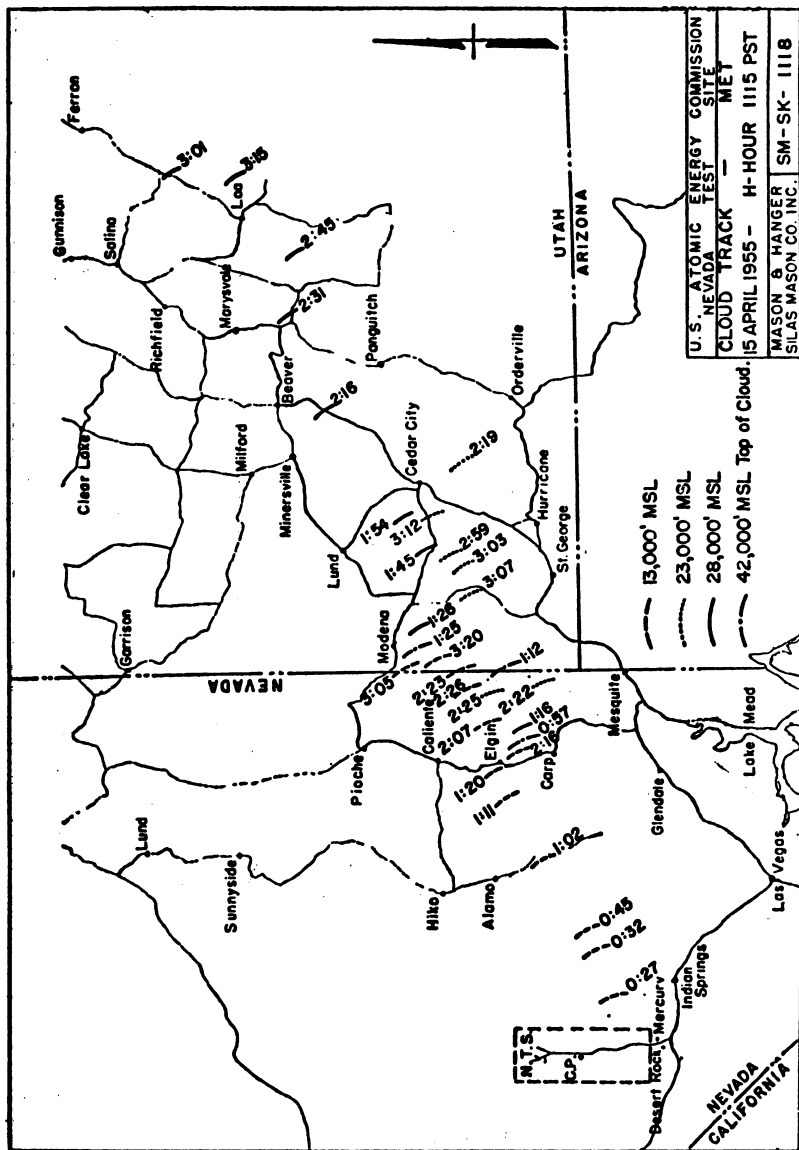 Ferron
Gunnison
Salina
3:01
3:15
Loa
2:45
Marysvale
Richfield
2:31
Clear Lake
Milford
Beaver
Minersville
2:16
Panguitch
Garrison
NEVADA
Lund
1:54
3:12
1:45
Cedar City
2:19
Orderville
UTAH
ARIZONA
Modena
2:59
3:03
3:07
Hurricane
St. George
1:26
1:25
3:20
3:05
Pioche
Caliente
2:23
2:26
2:25
2:07
1:12
2:22
Elgin
1:16
0:57
2:16
Carp
Mesquite
Lund
Sunnyside
1:20
1:11
Hiko
Alamo
1:02
Glendale
Lake Mead
0:45
0:32
0:27
Las Vegas
N.T.S.
C.P.
Desert Rock
Mercury
Indian
Springs
NEVADA
CALIFORNIA
13,000' MSL
23,000' MSL
28,000' MSL
42,000' MSL Top of Cloud.
U.S. ATOMIC ENERGY COMMISSION
NEVADA TEST SITE
CLOUD TRACK – MET
15 APRIL 1955 – H-HOUR 1115 PST
MASON & HANGER
SILAS MASON CO. INC.
SM-SK-1118